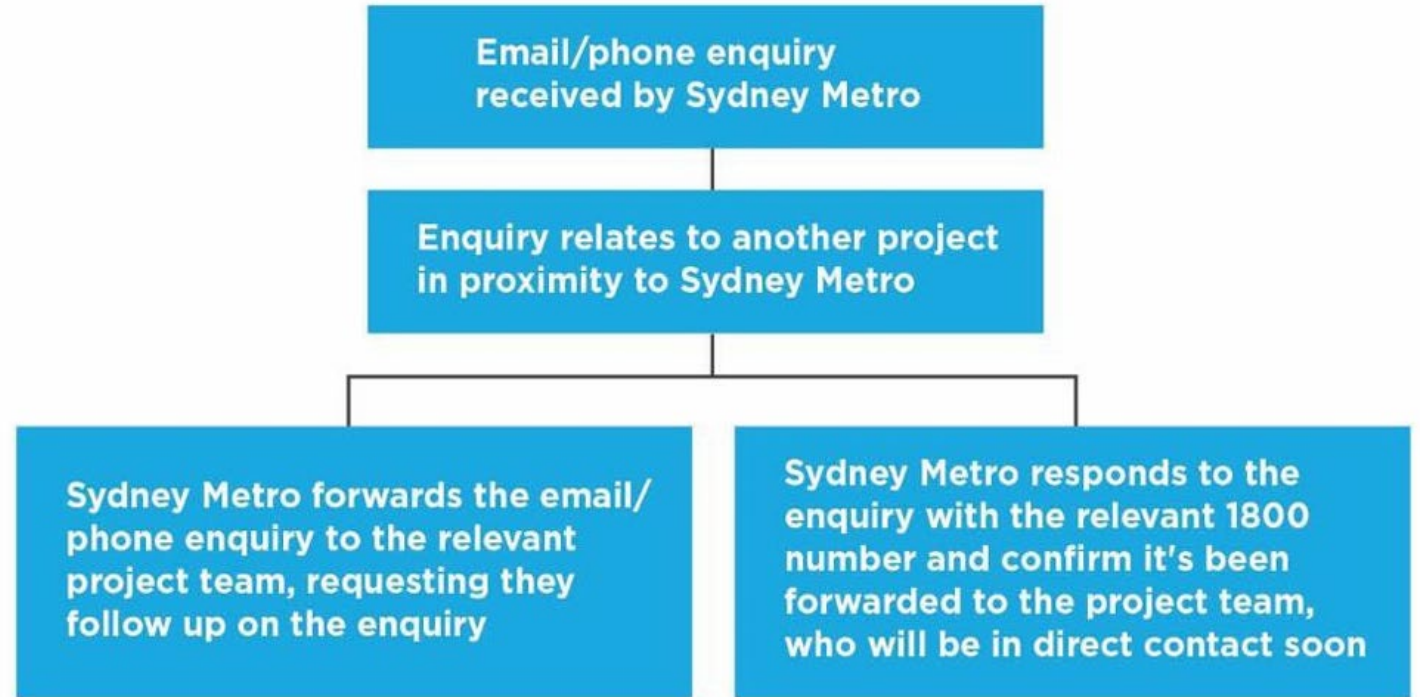 Email/phone enquiry
received by Sydney Metro
Enquiry relates to another project
in proximity to Sydney Metro
Sydney Metro forwards the email/
phone enquiry to the relevant
project team, requesting they
follow up on the enquiry
Sydney Metro responds to the
enquiry with the relevant 1800
number and confirm it's been
forwarded to the project team,
who will be in direct contact soon